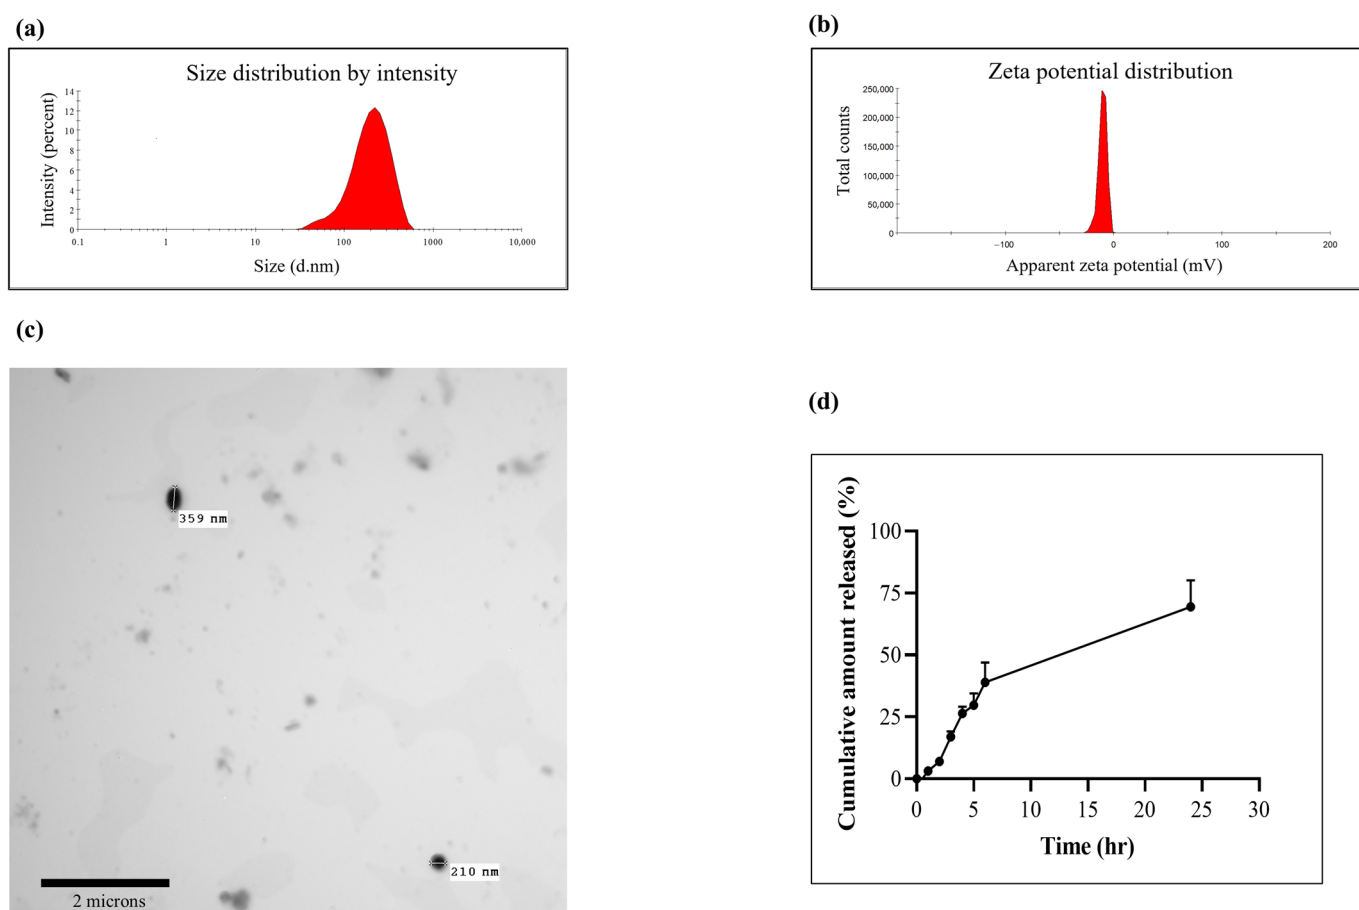 (a)
Size distribution by intensity
Intensity (percent)
14
12
10
8
6
4
2
0
0.1
1
10
100
1000
10,000
Size (d.nm)
(b)
Zeta potential distribution
Total counts
250,000
200,000
150,000
100,000
50,000
0
−100
0
100
200
Apparent zeta potential (mV)
(c)
359 nm
210 nm
2 microns
(d)
Cumulative amount released (%)
100
75
50
25
0
0
5
10
15
20
25
30
Time (hr)